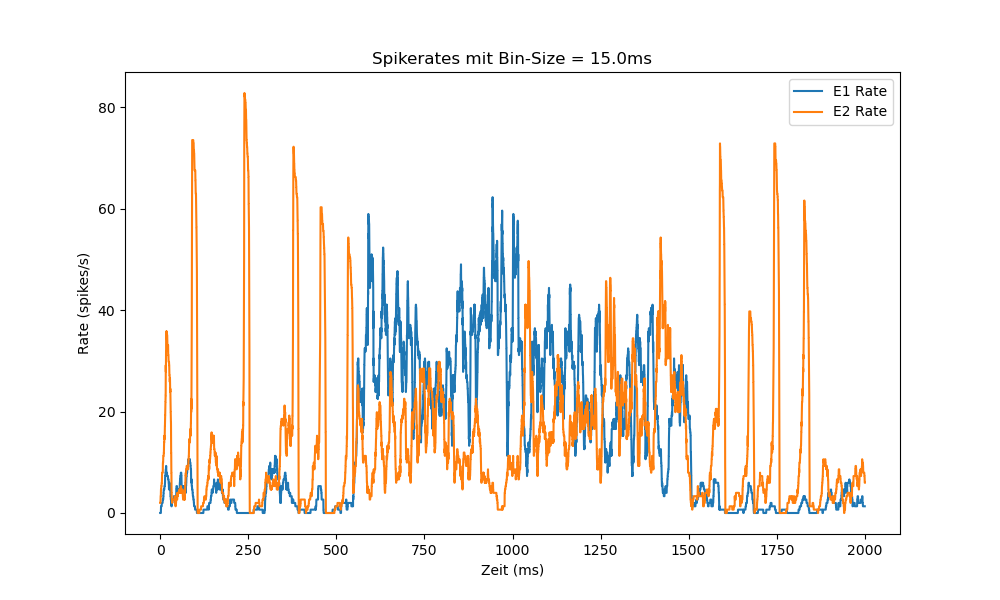 Spikerates mit Bin-Size = 15.0ms
E1 Rate
E2 Rate
80
60
40
20
0
Rate (spikes/s)
0 250 500 750 1000 1250 1500 1750 2000
Zeit (ms)